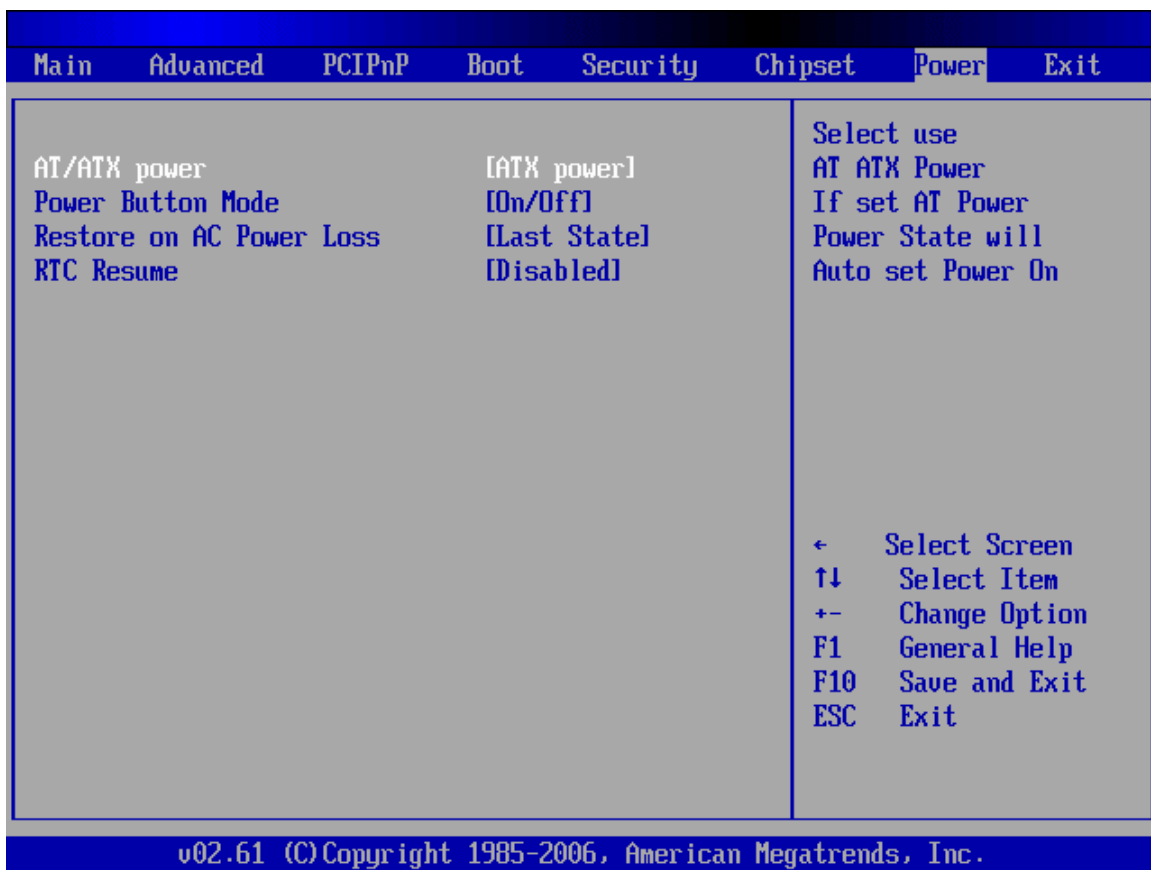 Main Advanced PCIPnP Boot Security Chipset Power Exit
AT/ATX power [ATX power]
Power Button Mode [On/Off]
Restore on AC Power Loss [Last State]
RTC Resume [Disabled]
Select use
AT ATX Power
If set AT Power
Power State will
Auto set Power On
← Select Screen
↑↓ Select Item
+- Change Option
F1 General Help
F10 Save and Exit
ESC Exit
v02.61 (C)Copyright 1985-2006, American Megatrends, Inc.